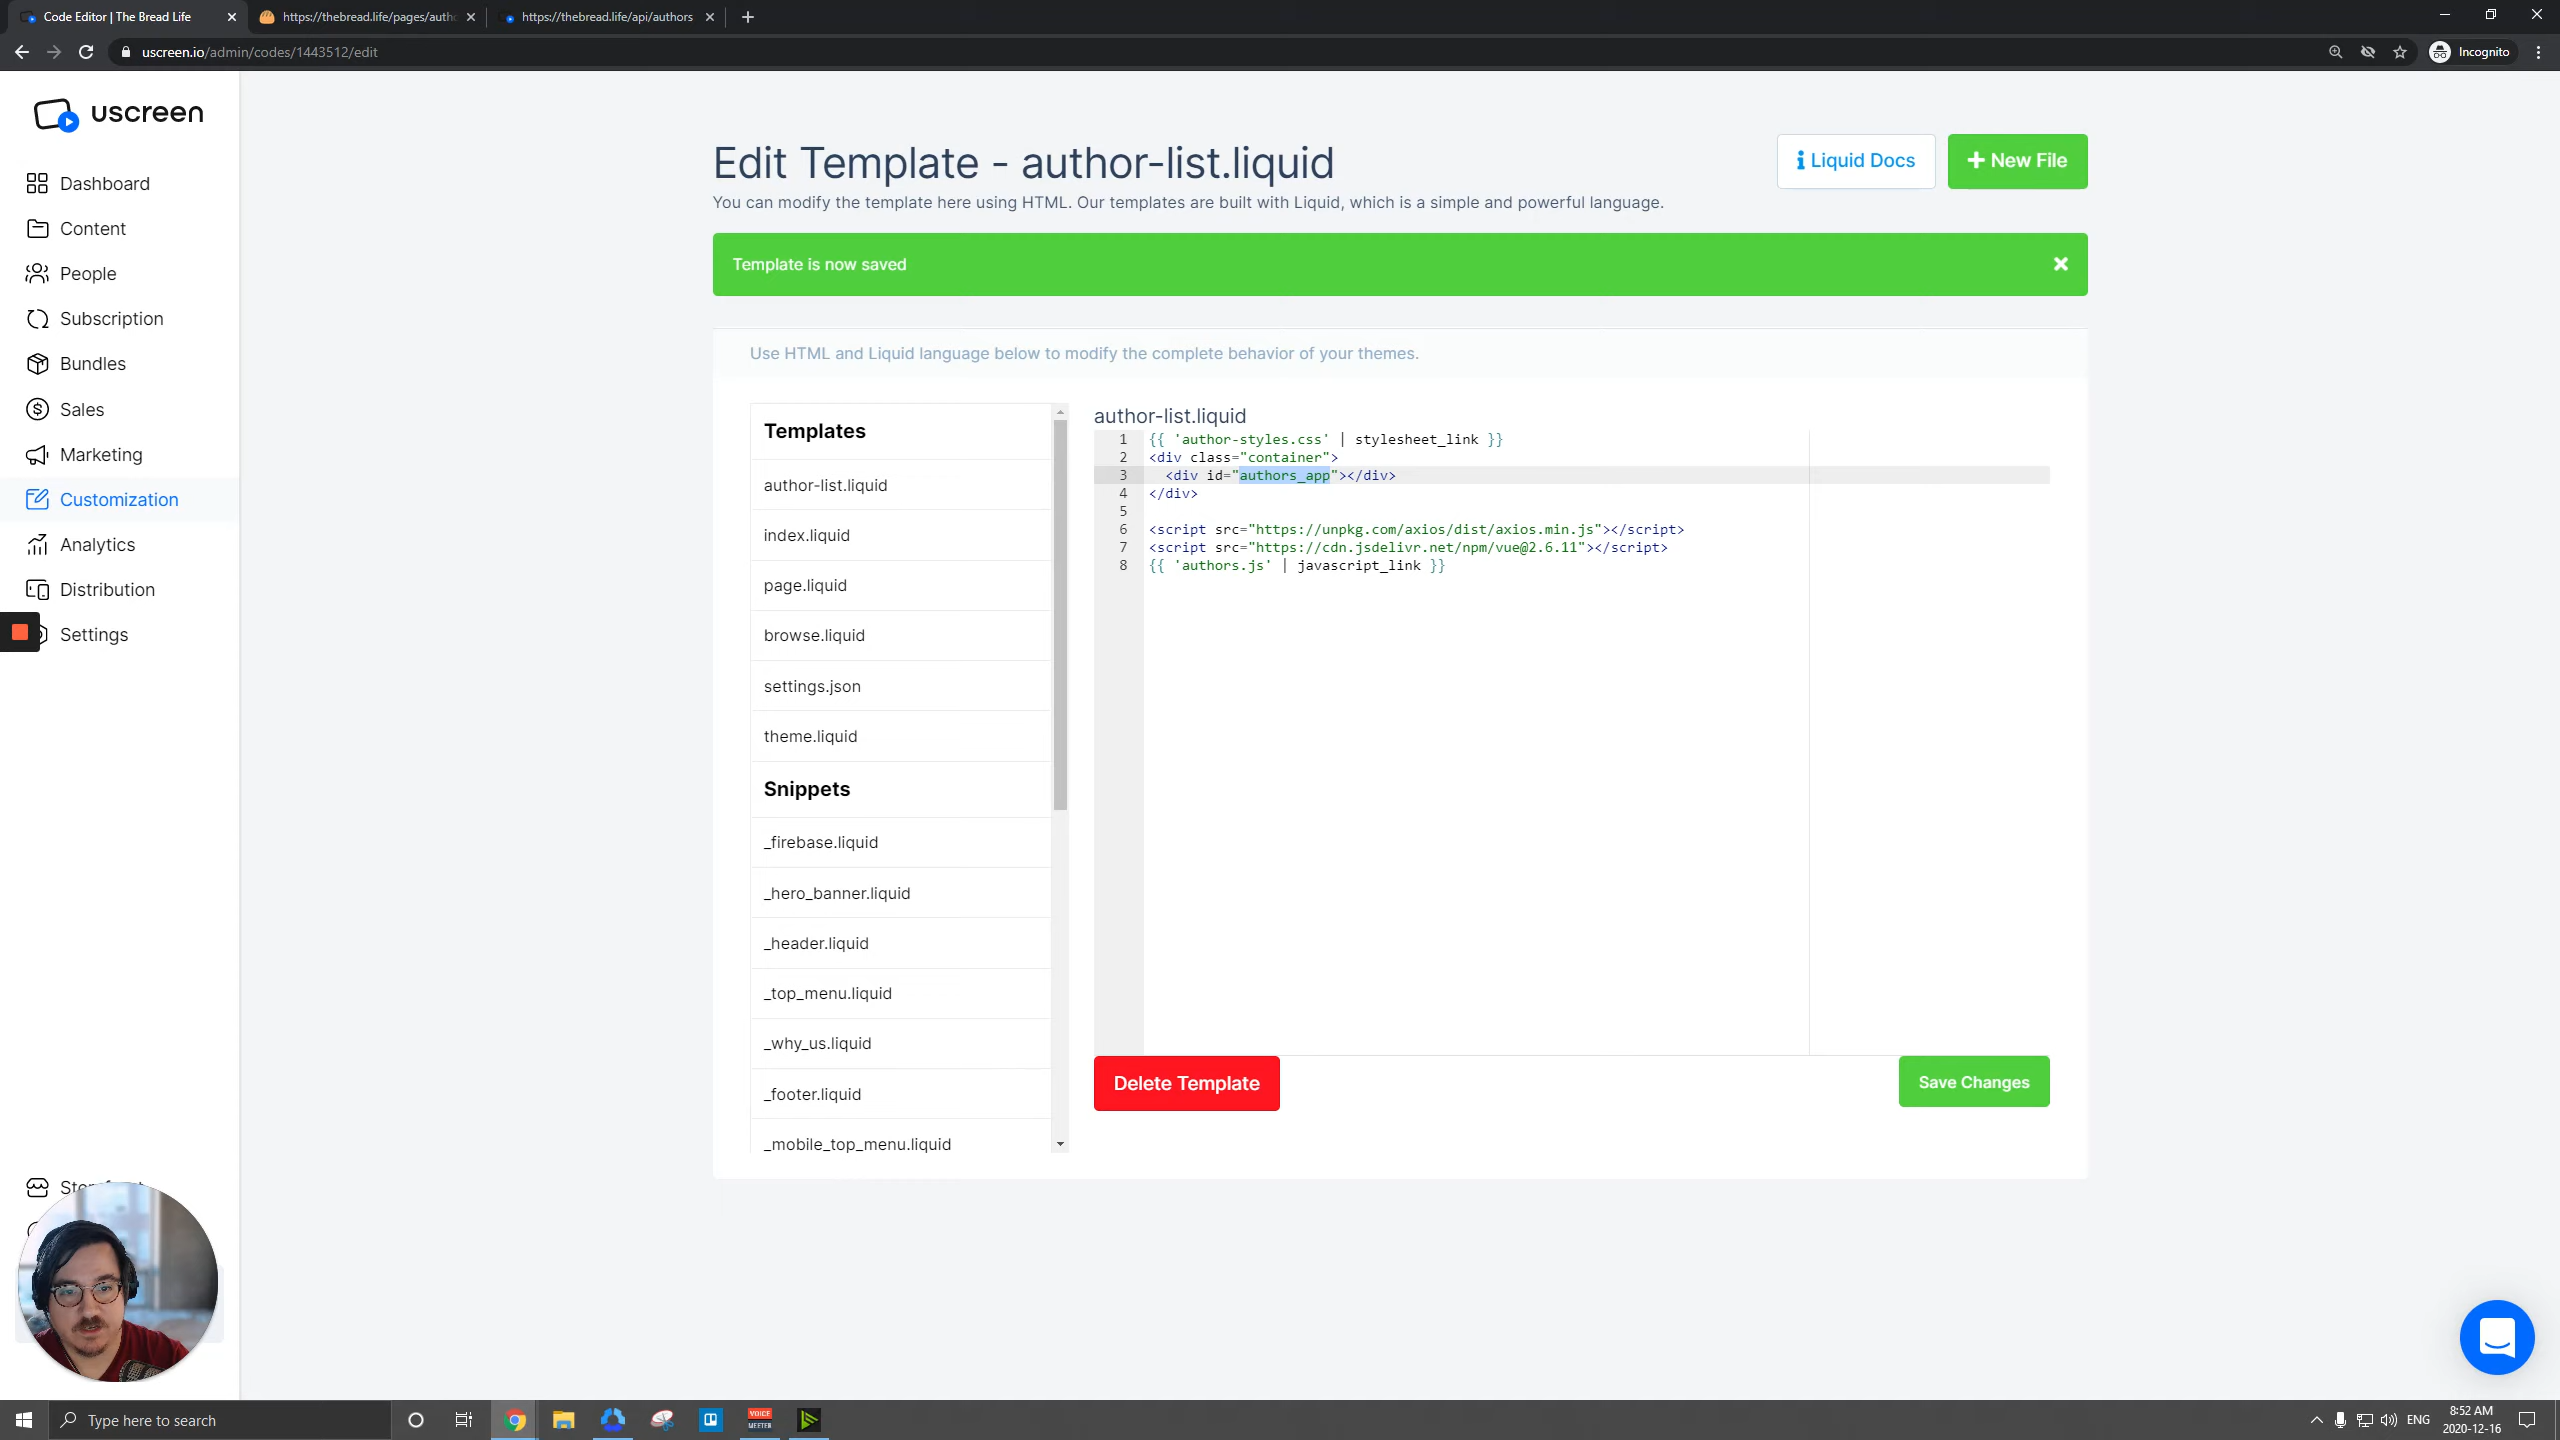 Code Editor | The Bread Life
https://thebread.life/pages/autho
https://thebread.life/api/authors
uscreen.io/admin/codes/1443512/edit
Incognito
uscreen
Dashboard
Content
People
Subscription
Bundles
Sales
Marketing
Customization
Analytics
Distribution
Settings
Edit Template - author-list.liquid
Liquid Docs
New File
You can modify the template here using HTML. Our templates are built with Liquid, which is a simple and powerful language.
Template is now saved
Use HTML and Liquid language below to modify the complete behavior of your themes.
Templates
author-list.liquid
index.liquid
page.liquid
browse.liquid
settings.json
theme.liquid
Snippets
_firebase.liquid
_hero_banner.liquid
_header.liquid
_top_menu.liquid
_why_us.liquid
_footer.liquid
_mobile_top_menu.liquid
author-list.liquid
1 {{ 'author-styles.css' | stylesheet_link }}
2 <div class="container">
3 <div id="authors_app"></div>
4 </div>
5
6 <script src="https://unpkg.com/axios/dist/axios.min.js"></script>
7 <script src="https://cdn.jsdelivr.net/npm/vue@2.6.11"></script>
8 {{ 'authors.js' | javascript_link }}
Delete Template
Save Changes
Type here to search
VOICE
MEETER
ENG
8:52 AM
2020-12-16